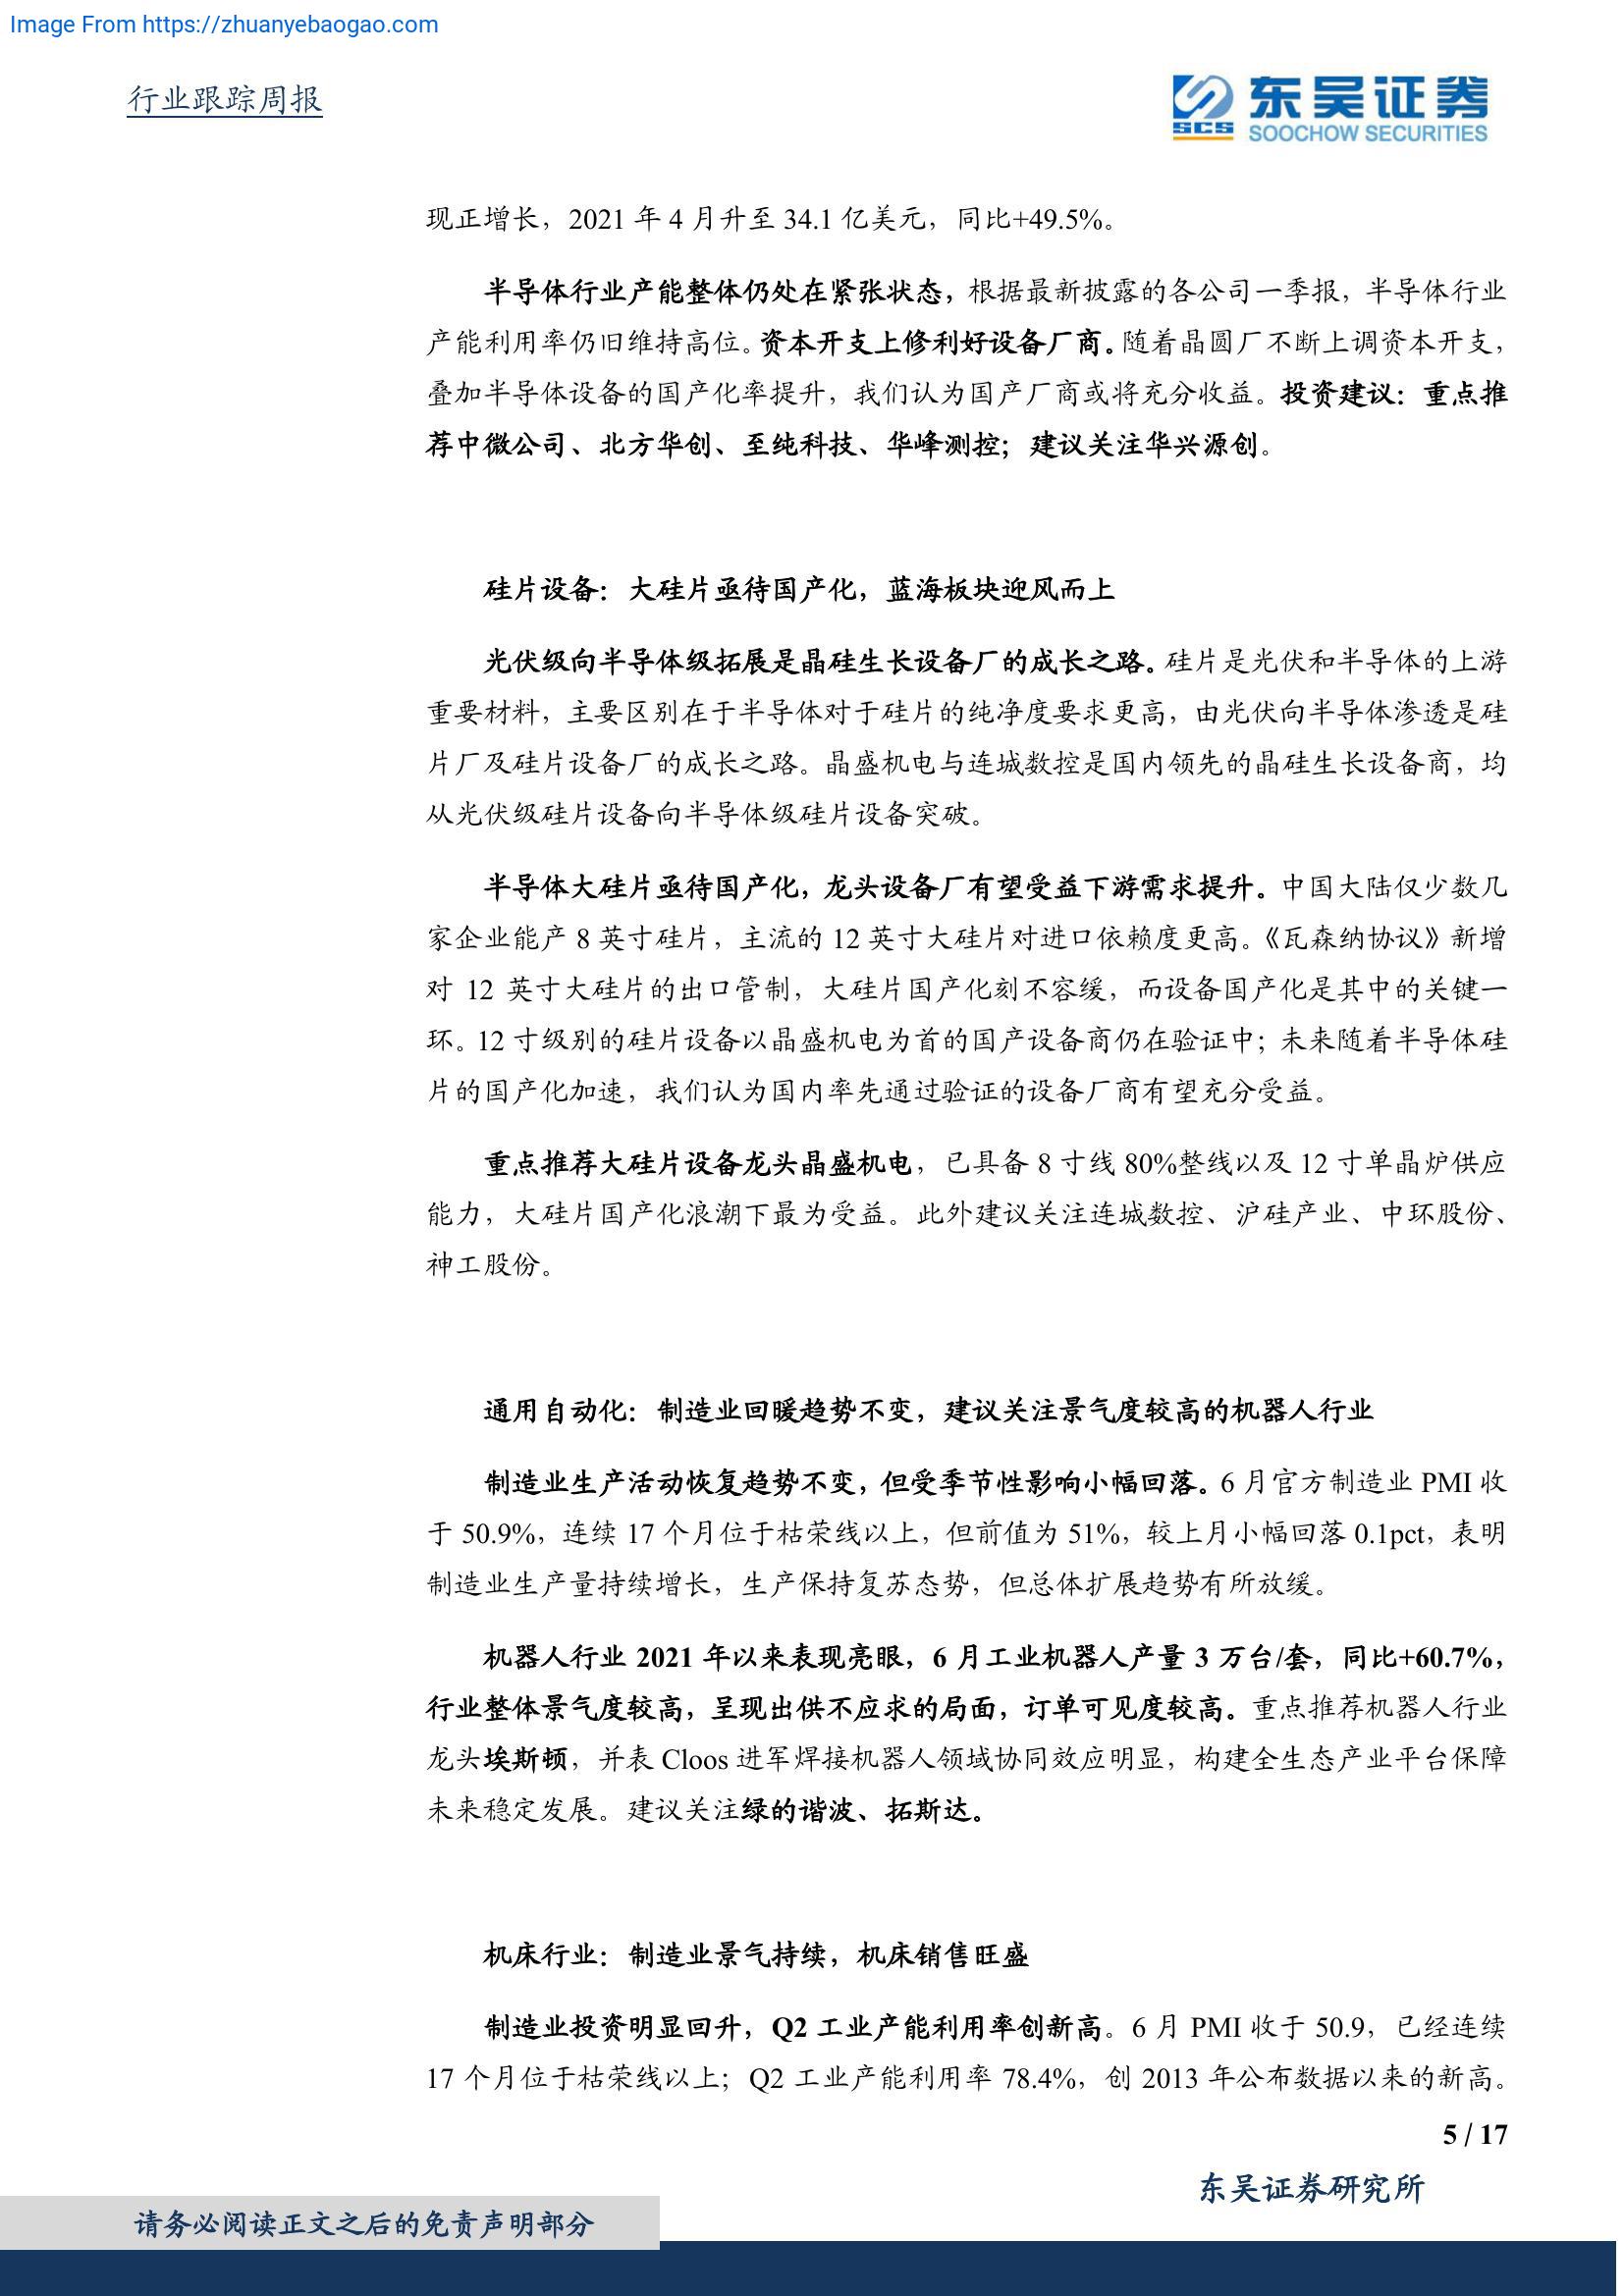 Image From https://zhuanyebaogao.com
行业跟踪周报
东吴证券
SCS
SOOCHOW SECURITIES
现正增长，2021 年 4 月升至 34.1 亿美元，同比+49.5%。
半导体行业产能整体仍处在紧张状态，根据最新披露的各公司一季报，半导体行业
产能利用率仍旧维持高位。资本开支上修利好设备厂商。随着晶圆厂不断上调资本开支，
叠加半导体设备的国产化率提升，我们认为国产厂商或将充分收益。投资建议：重点推
荐中微公司、北方华创、至纯科技、华峰测控；建议关注华兴源创。
硅片设备：大硅片亟待国产化，蓝海板块迎风而上
光伏级向半导体级拓展是晶硅生长设备厂的成长之路。硅片是光伏和半导体的上游
重要材料，主要区别在于半导体对于硅片的纯净度要求更高，由光伏向半导体渗透是硅
片厂及硅片设备厂的成长之路。晶盛机电与连城数控是国内领先的晶硅生长设备商，均
从光伏级硅片设备向半导体级硅片设备突破。
半导体大硅片亟待国产化，龙头设备厂有望受益下游需求提升。中国大陆仅少数几
家企业能产 8 英寸硅片，主流的 12 英寸大硅片对进口依赖度更高。《瓦森纳协议》新增
对 12 英寸大硅片的出口管制，大硅片国产化刻不容缓，而设备国产化是其中的关键一
环。12 寸级别的硅片设备以晶盛机电为首的国产设备商仍在验证中；未来随着半导体硅
片的国产化加速，我们认为国内率先通过验证的设备厂商有望充分受益。
重点推荐大硅片设备龙头晶盛机电，已具备 8 寸线 80%整线以及 12 寸单晶炉供应
能力，大硅片国产化浪潮下最为受益。此外建议关注连城数控、沪硅产业、中环股份、
神工股份。
通用自动化：制造业回暖趋势不变，建议关注景气度较高的机器人行业
制造业生产活动恢复趋势不变，但受季节性影响小幅回落。6 月官方制造业 PMI 收
于 50.9%，连续 17 个月位于枯荣线以上，但前值为 51%，较上月小幅回落 0.1pct，表明
制造业生产量持续增长，生产保持复苏态势，但总体扩展趋势有所放缓。
机器人行业 2021 年以来表现亮眼，6 月工业机器人产量 3 万台/套，同比+60.7%，
行业整体景气度较高，呈现出供不应求的局面，订单可见度较高。重点推荐机器人行业
龙头埃斯顿，并表 Cloos 进军焊接机器人领域协同效应明显，构建全生态产业平台保障
未来稳定发展。建议关注绿的谐波、拓斯达。
机床行业：制造业景气持续，机床销售旺盛
制造业投资明显回升，Q2 工业产能利用率创新高。6 月 PMI 收于 50.9，已经连续
17 个月位于枯荣线以上；Q2 工业产能利用率 78.4%，创 2013 年公布数据以来的新高。
5 / 17
东吴证券研究所
请务必阅读正文之后的免责声明部分